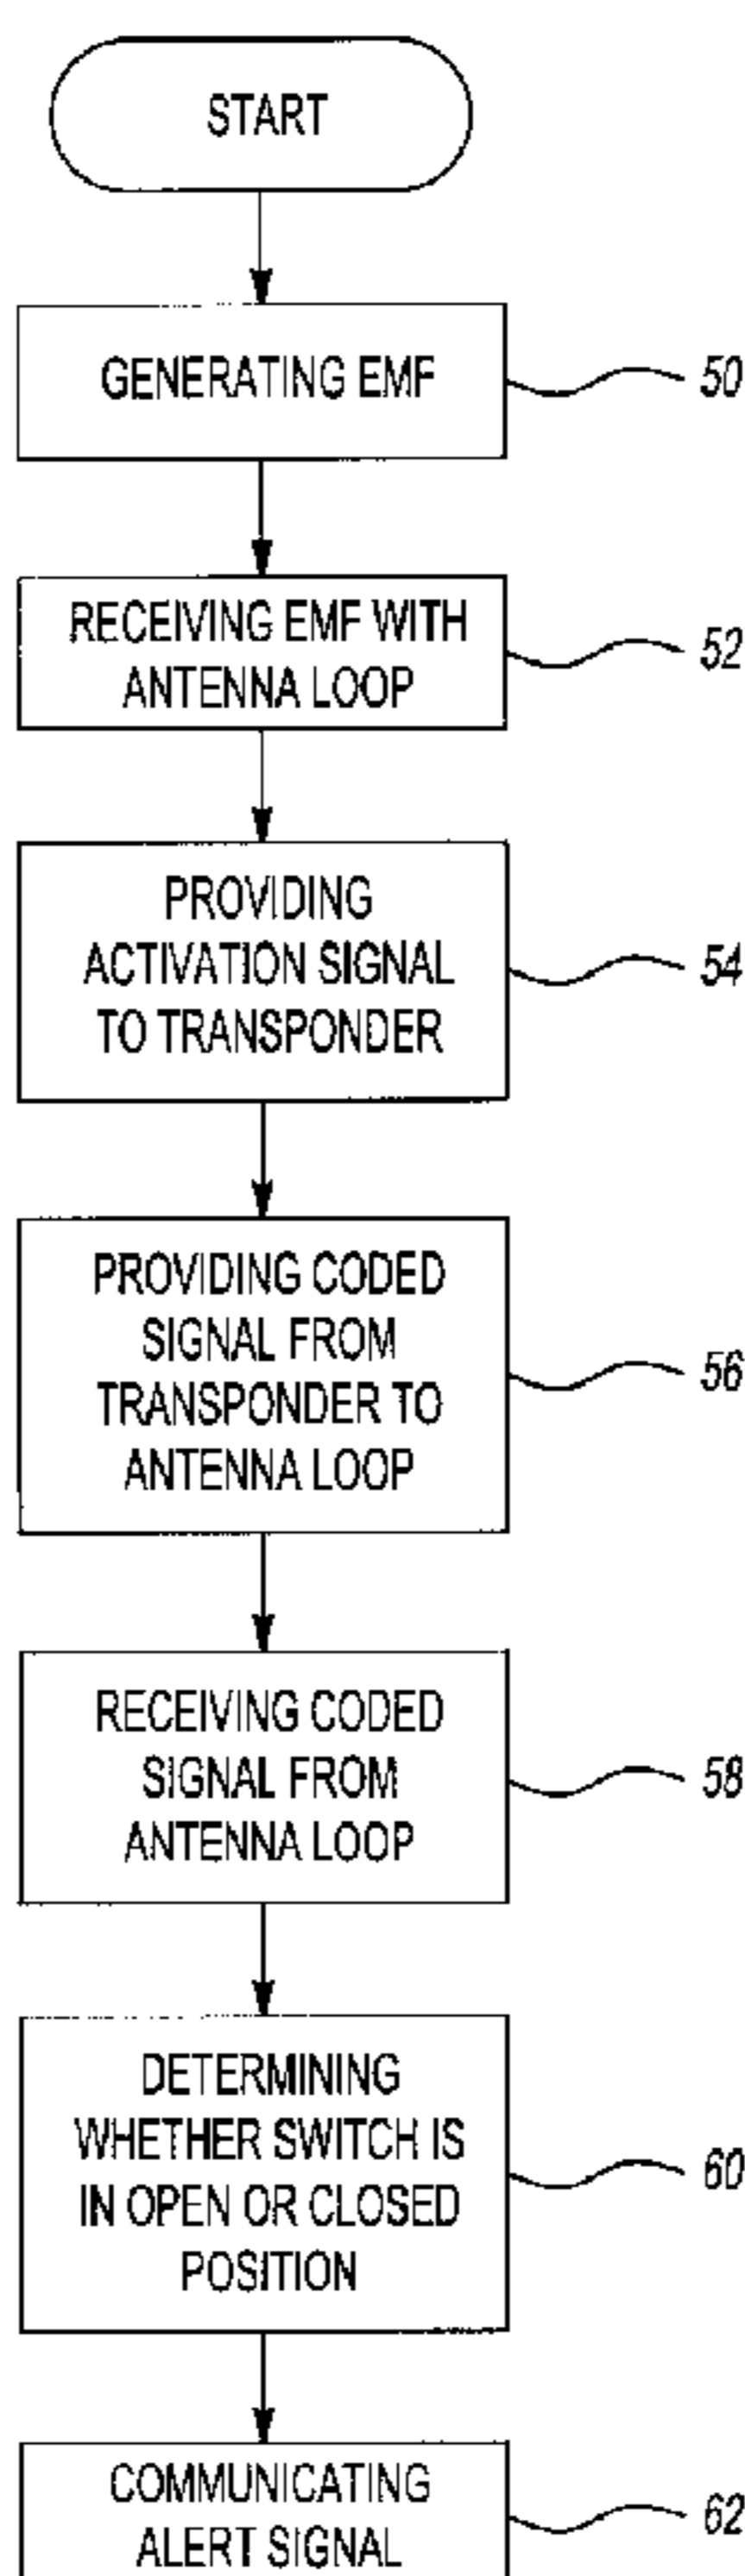 START
GENERATING EMF
50
RECEIVING EMF WITH
ANTENNA LOOP
52
PROVIDING
ACTIVATION SIGNAL
TO TRANSPONDER
54
PROVIDING CODED
SIGNAL FROM
TRANSPONDER TO
ANTENNA LOOP
56
RECEIVING CODED
SIGNAL FROM
ANTENNA LOOP
58
DETERMINING
WHETHER SWITCH IS
IN OPEN OR CLOSED
POSITION
60
COMMUNICATING
ALERT SIGNAL
62